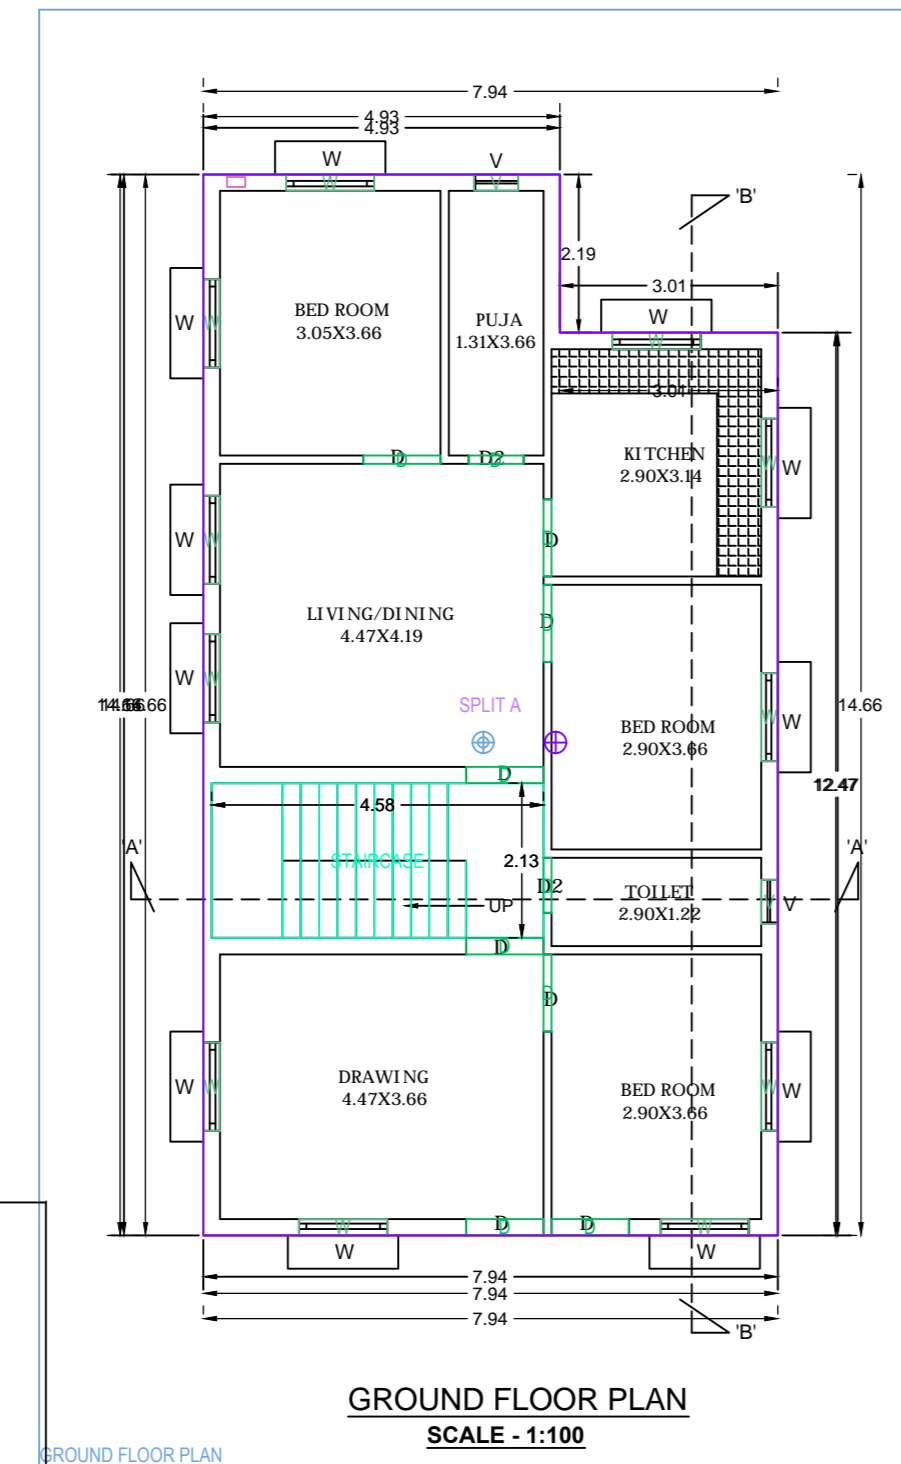 7.94
4.93
4.93
W
V
W
V
'B'
2.19
3.01
W
W
BED ROOM
3.05X3.66
PUJA
1.31X3.66
W
W
W
3.01
D
D
D2
D
KITCHEN
2.90X3.14
W
W
W
W
D
LIVING/DINING
4.47X4.19
D
W
W
SPLIT A
14.66
14.66
BED ROOM
2.90X3.66
W
W
12.47
D
4.58
STAIRCASE
2.13
'A'
'A'
D2
TOILET
2.90X1.22
UP
V
D
D
DRAWING
4.47X3.66
BED ROOM
2.90X3.66
W
W
W
W
W
D
D
W
W
W
7.94
7.94
7.94
'B'
GROUND FLOOR PLAN
SCALE - 1:100
GROUND FLOOR PLAN